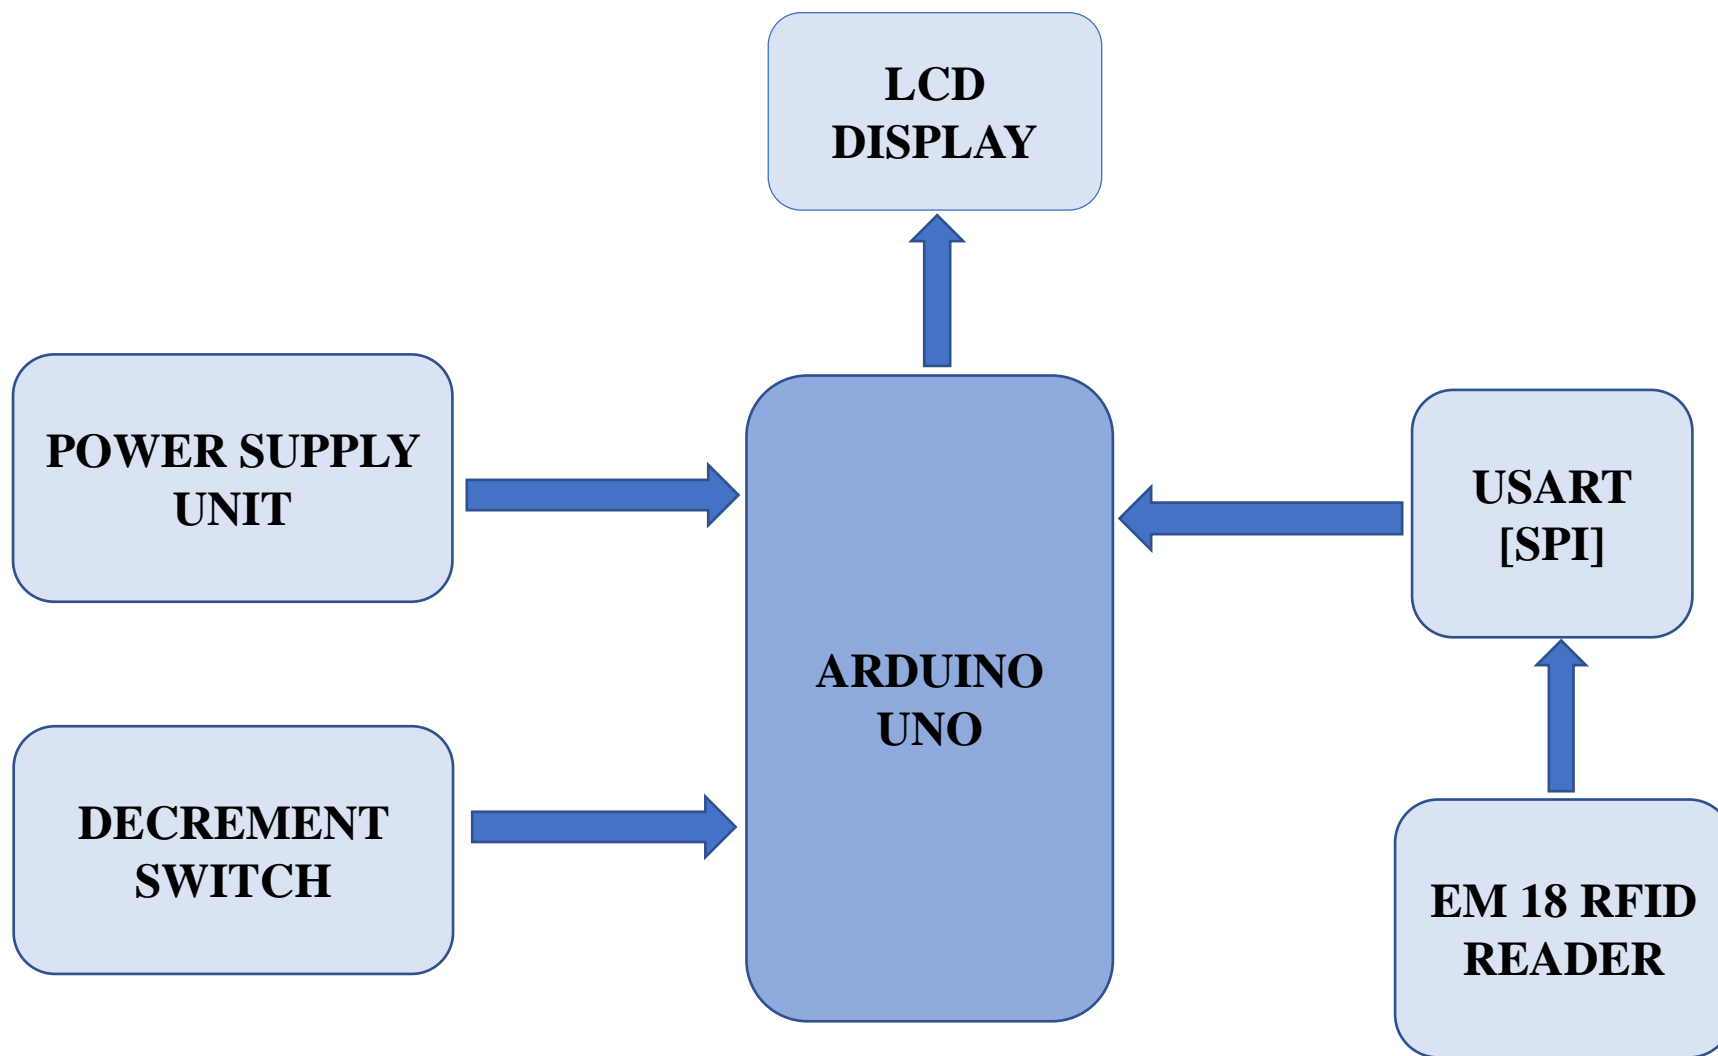 LCD
DISPLAY
POWER SUPPLY
UNIT
USART
[SPI]
ARDUINO
UNO
DECREMENT
SWITCH
EM 18 RFID
READER